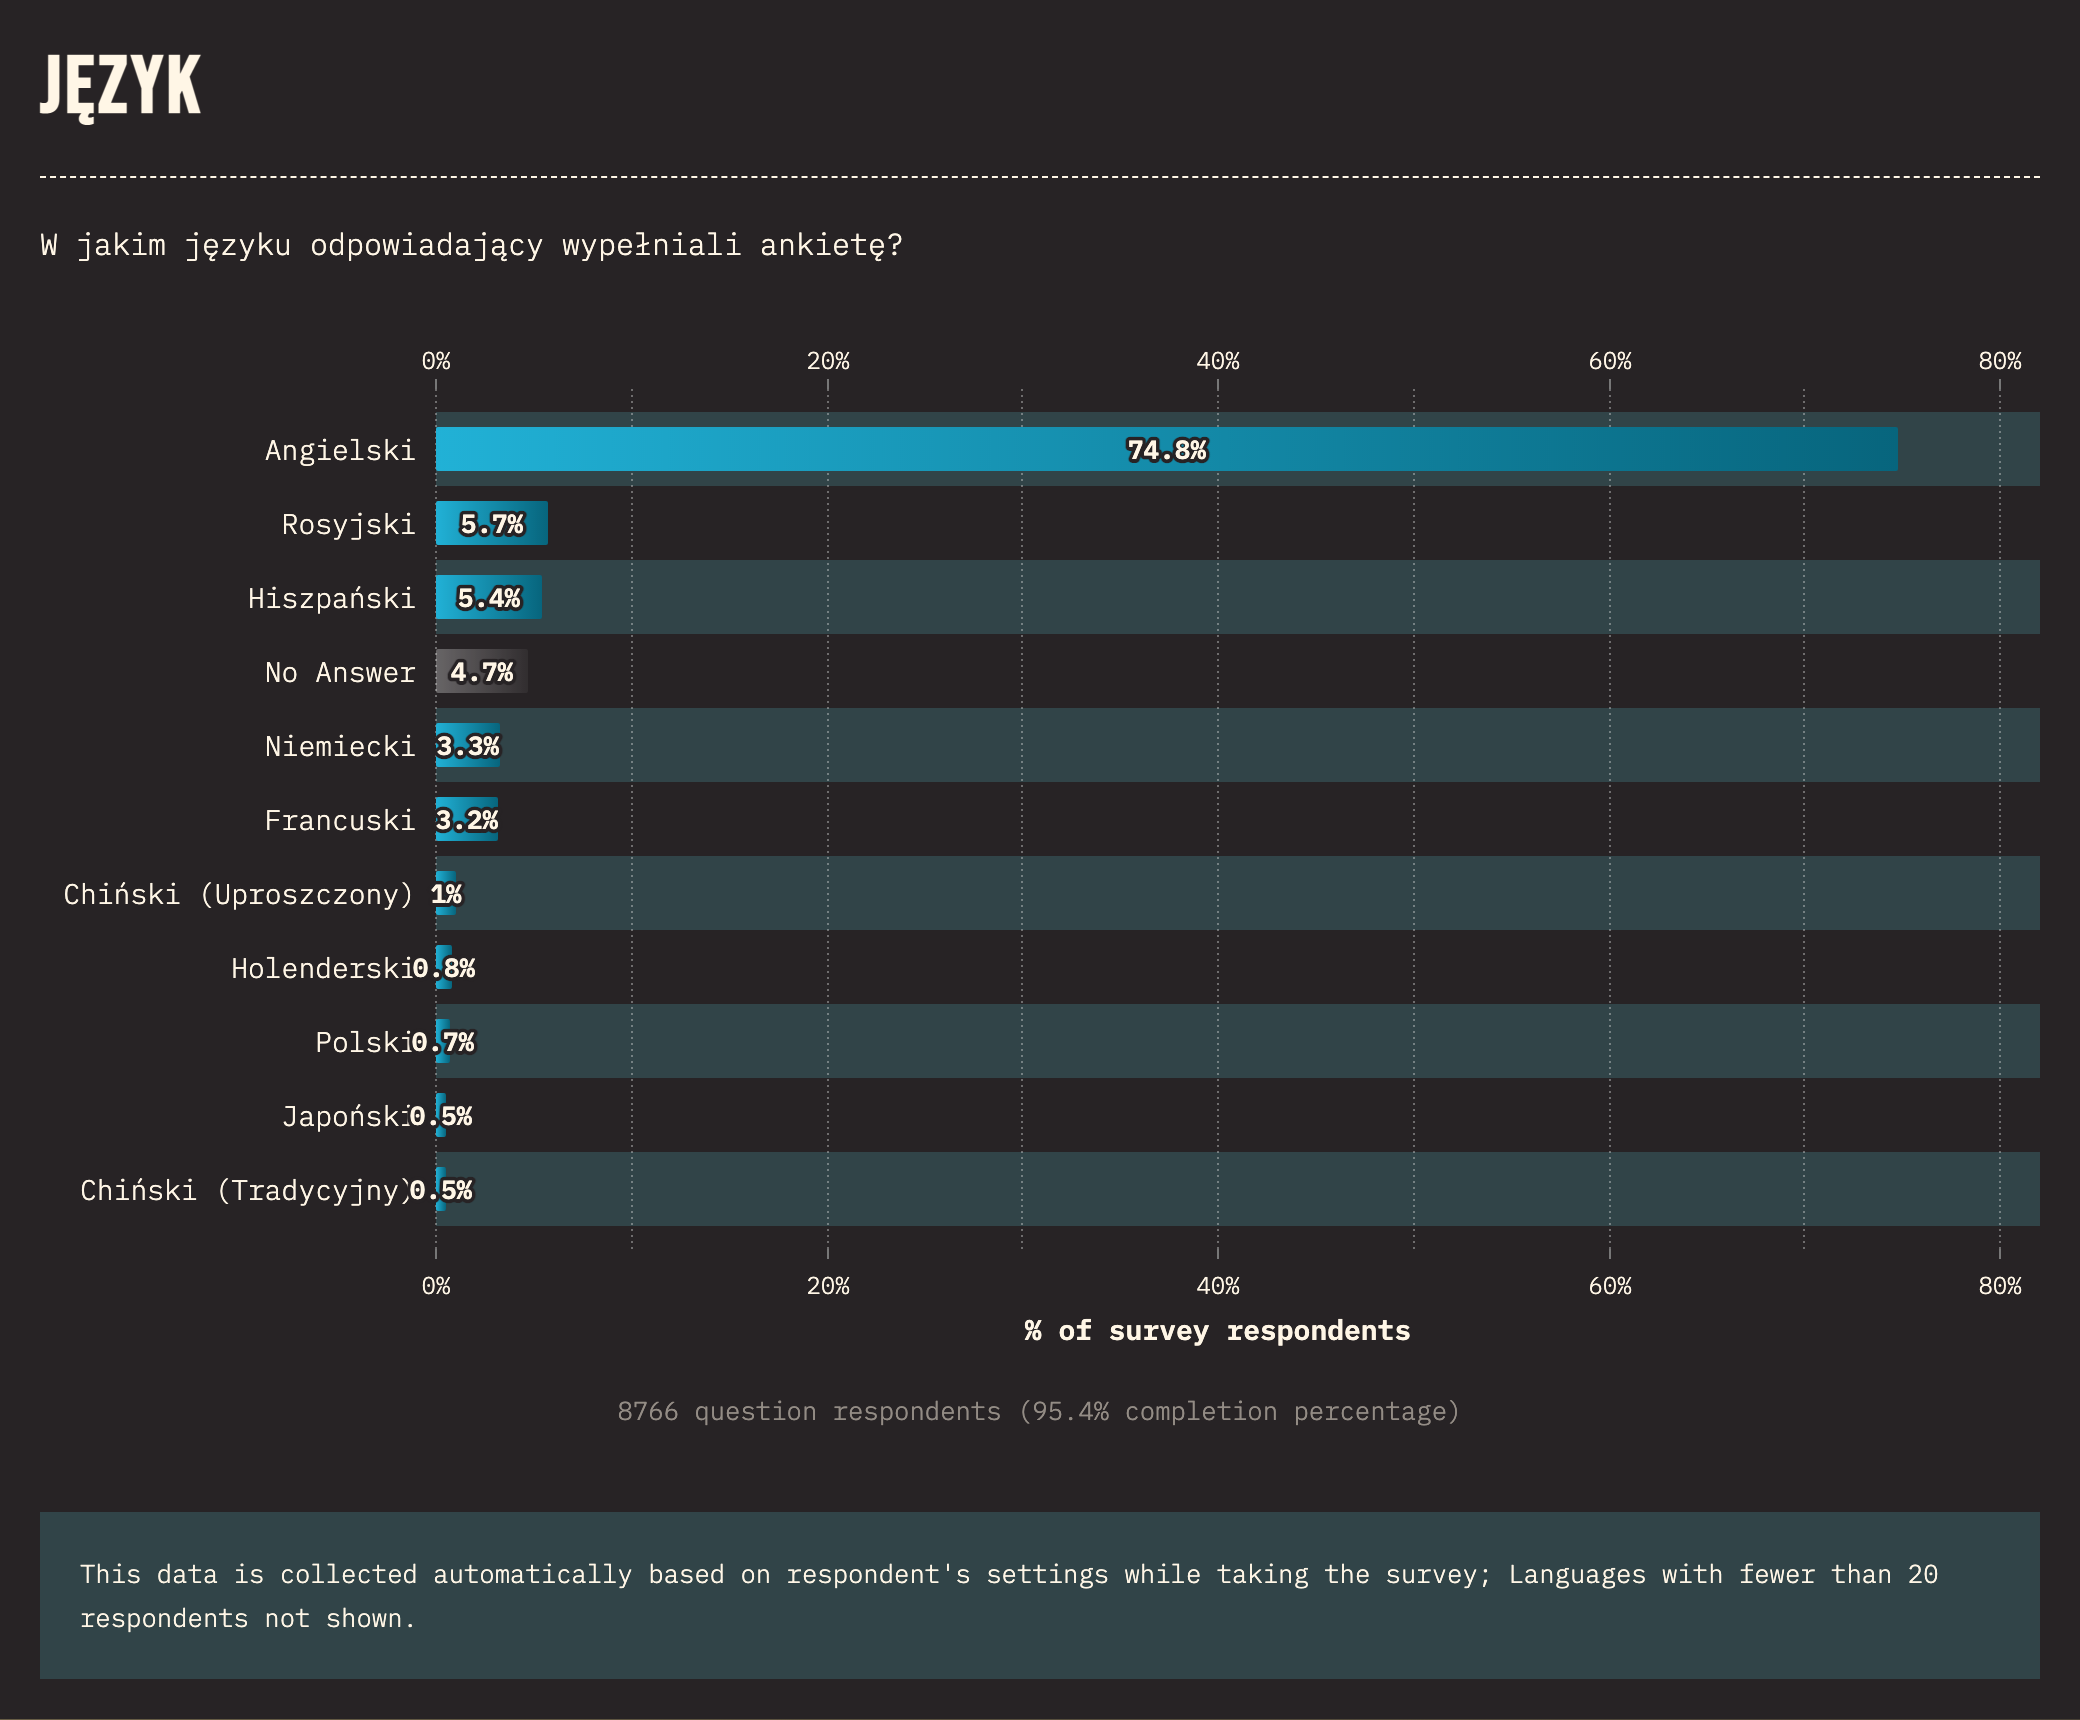 JĘZYK
W jakim języku odpowiadający wypełniali ankietę?
0% 20% 40% 60% 80%
Angielski 74.8%
Rosyjski 5.7%
Hiszpański 5.4%
No Answer 4.7%
Niemiecki 3.3%
Francuski 3.2%
Chiński (Uproszczony) 1%
Holenderski 0.8%
Polski 0.7%
Japoński 0.5%
Chiński (Tradycyjny) 0.5%
0% 20% 40% 60% 80%
% of survey respondents
8766 question respondents (95.4% completion percentage)
This data is collected automatically based on respondent's settings while taking the survey; Languages with fewer than 20
respondents not shown.